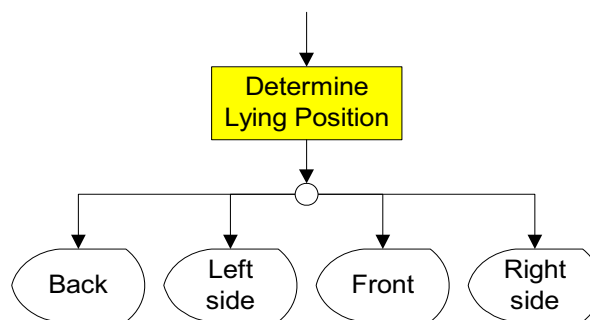 Determine
Lying Position
Back
Left
side
Front
Right
side